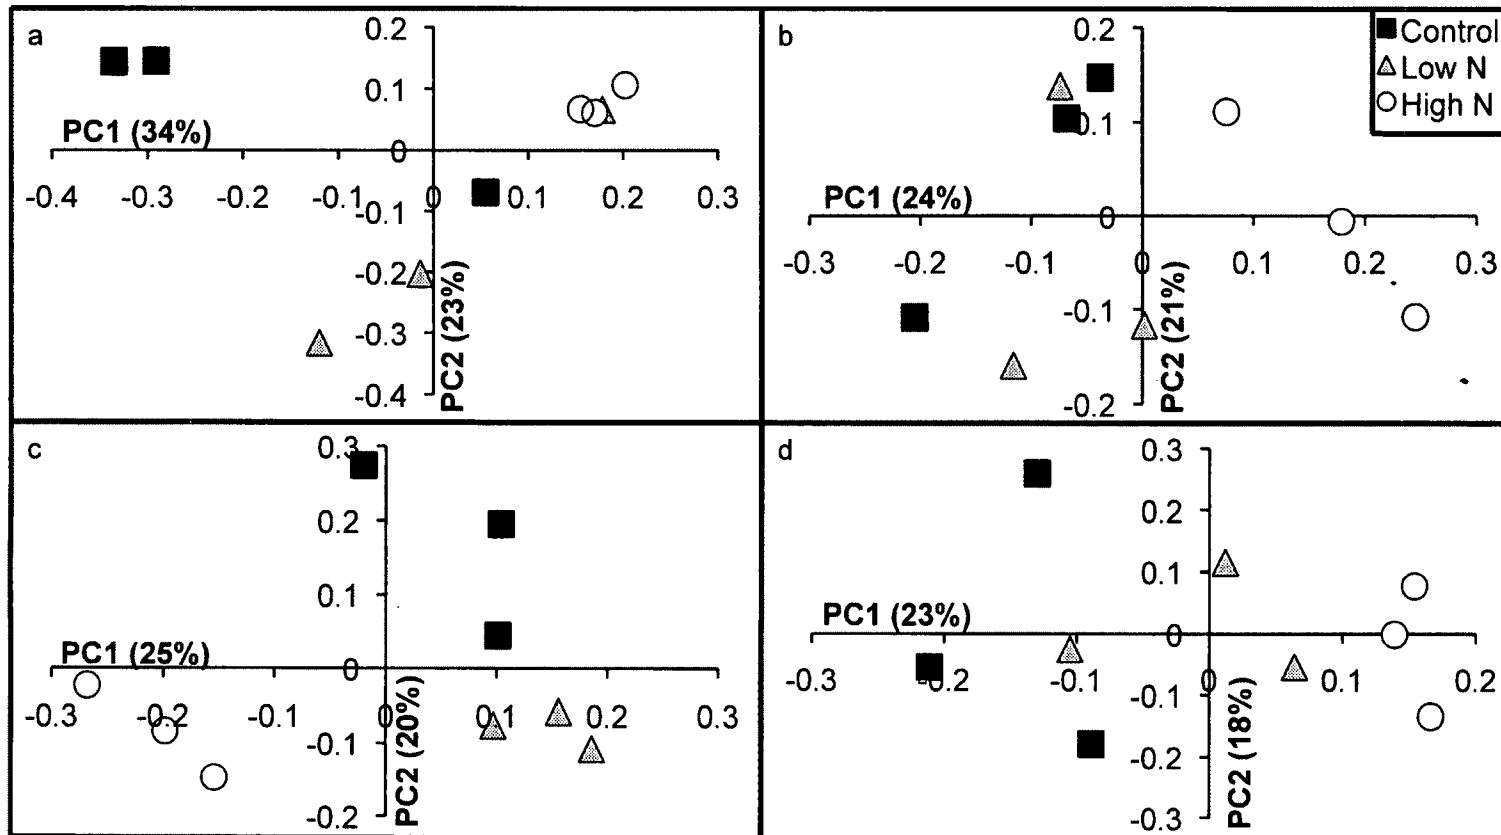 a
0.2
0.1
0
-0.1
-0.2
-0.3
-0.4
PC1 (34%)
-0.4 -0.3 -0.2 -0.1 0 0.1 0.2 0.3
PC2 (23%)
b
0.2
0.1
0
-0.1
-0.2
PC1 (24%)
-0.3 -0.2 -0.1 0 0.1 0.2 0.3
PC2 (21%)
Control
Low N
High N
c
0.3
0.2
0.1
0
-0.1
-0.2
PC1 (25%)
-0.3 -0.2 -0.1 0 0.1 0.2 0.3
PC2 (20%)
d
0.3
0.2
0.1
0
-0.1
-0.2
-0.3
PC1 (23%)
-0.3 -0.2 -0.1 0 0.1 0.2
PC2 (18%)